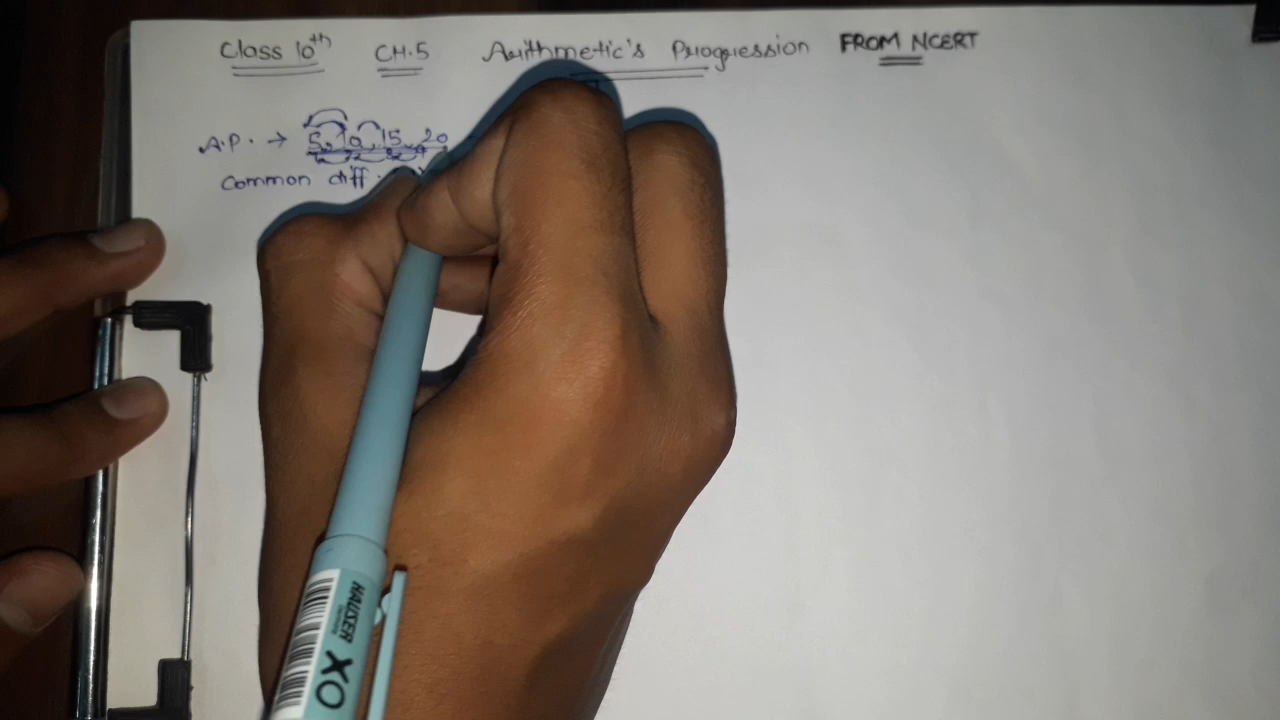 Class 10th CH.5 Arithmetic's Progression FROM NCERT
A.P. → 5, 10, 15, 20
Common diff.
HAUSER
XO